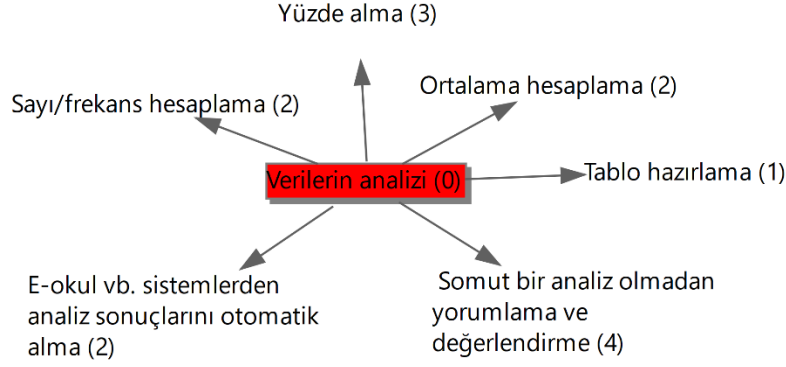 Yüzde alma (3)
Sayı/frekans hesaplama (2)
Ortalama hesaplama (2)
Verilerin analizi (0)
Tablo hazırlama (1)
E-okul vb. sistemlerden
analiz sonuçlarını otomatik
alma (2)
Somut bir analiz olmadan
yorumlama ve
değerlendirme (4)